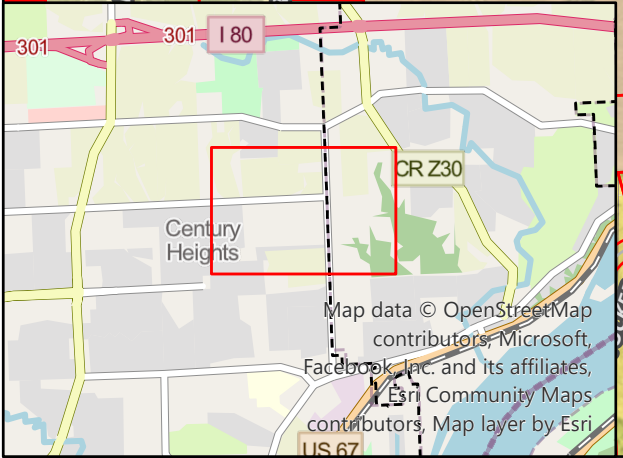 301
301
I 80
CR Z30
Century
Heights
Map data © OpenStreetMap
contributors, Microsoft,
Facebook, Inc. and its affiliates,
Esri Community Maps
contributors, Map layer by Esri
US 67